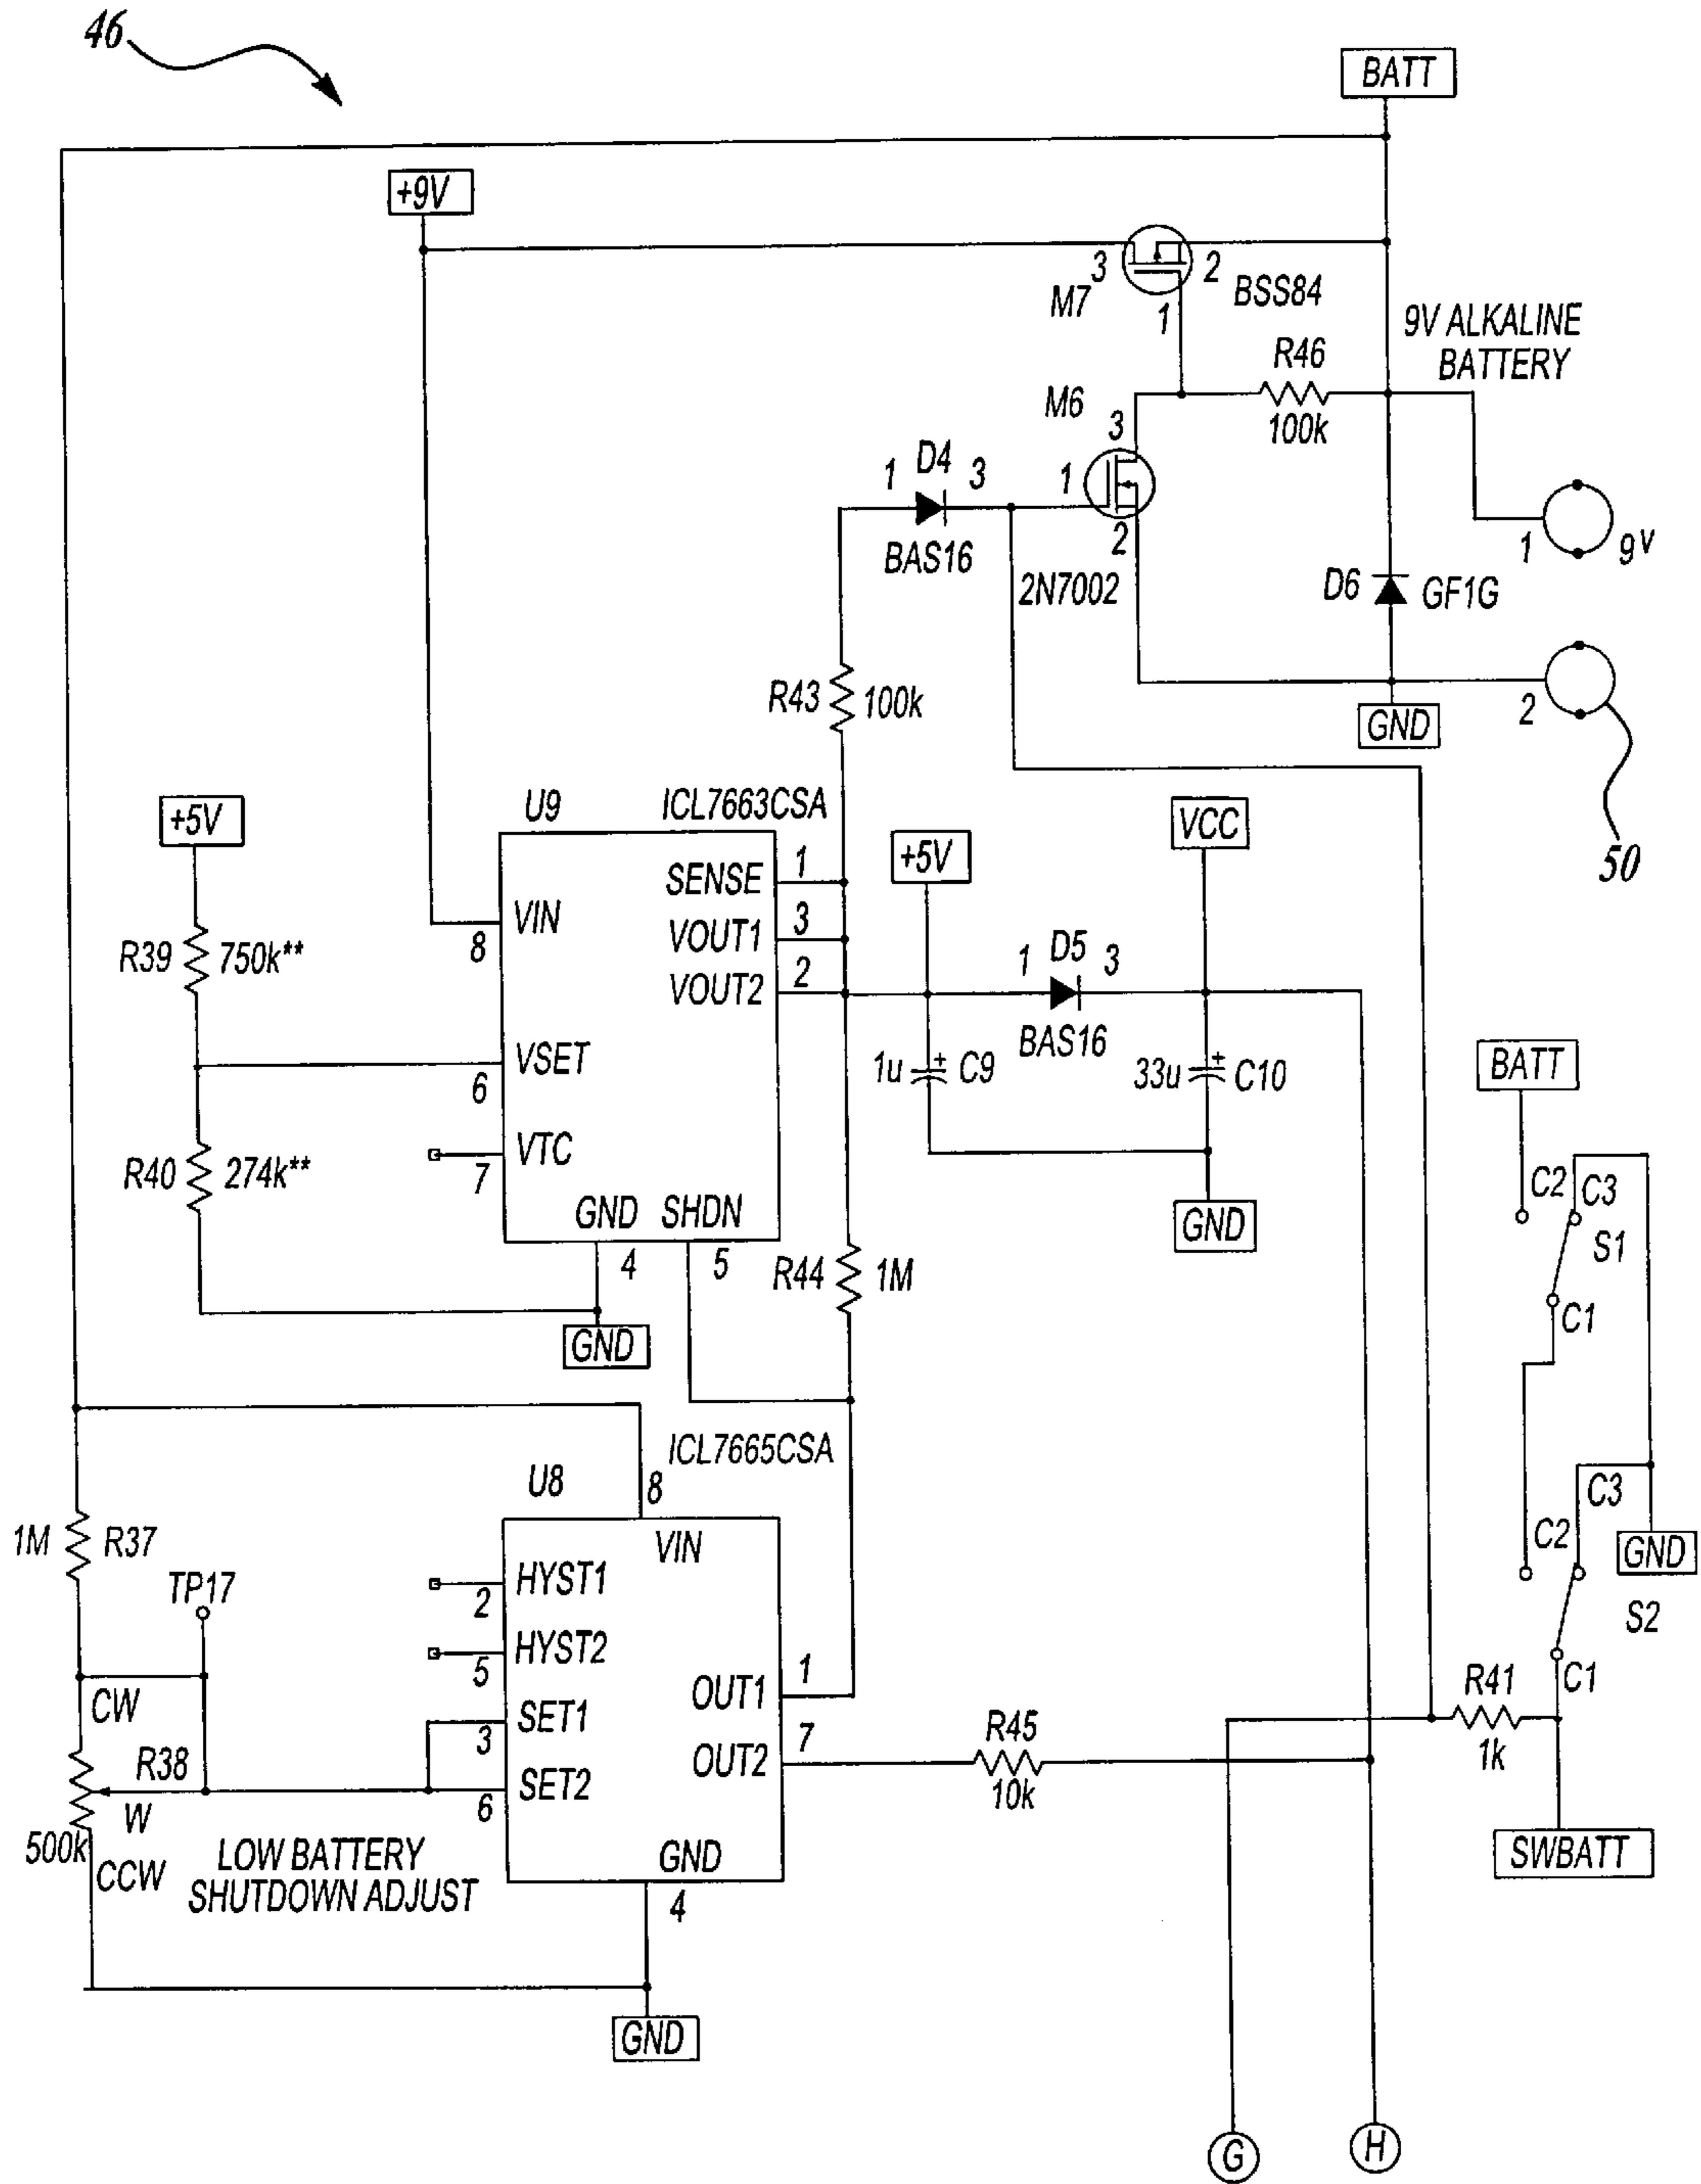 46
BATT
+9V
3
2
M7
BSS84
1
9V ALKALINE
BATTERY
R46
100k
M6
3
D4
1
3
1
BAS16
2
2N7002
1
9V
D6
GF1G
R43
100k
2
GND
50
U9
ICL7663CSA
+5V
VCC
+5V
SENSE
1
VIN
8
VOUT1
3
R39
750k**
VOUT2
2
D5
1
3
BAS16
VSET
6
1u
+
C9
33u
+
C10
BATT
VTC
7
R40
274k**
GND
SHDN
4
5
GND
C2
C3
S1
R44
1M
C1
GND
ICL7665CSA
U8
8
C3
C2
GND
S2
1M
R37
VIN
TP17
HYST1
2
HYST2
5
1
C1
R41
1k
CW
SET1
3
OUT1
R45
10k
7
OUT2
R38
SET2
6
W
500k
CCW
LOW BATTERY
SHUTDOWN ADJUST
GND
4
SWBATT
GND
G
H